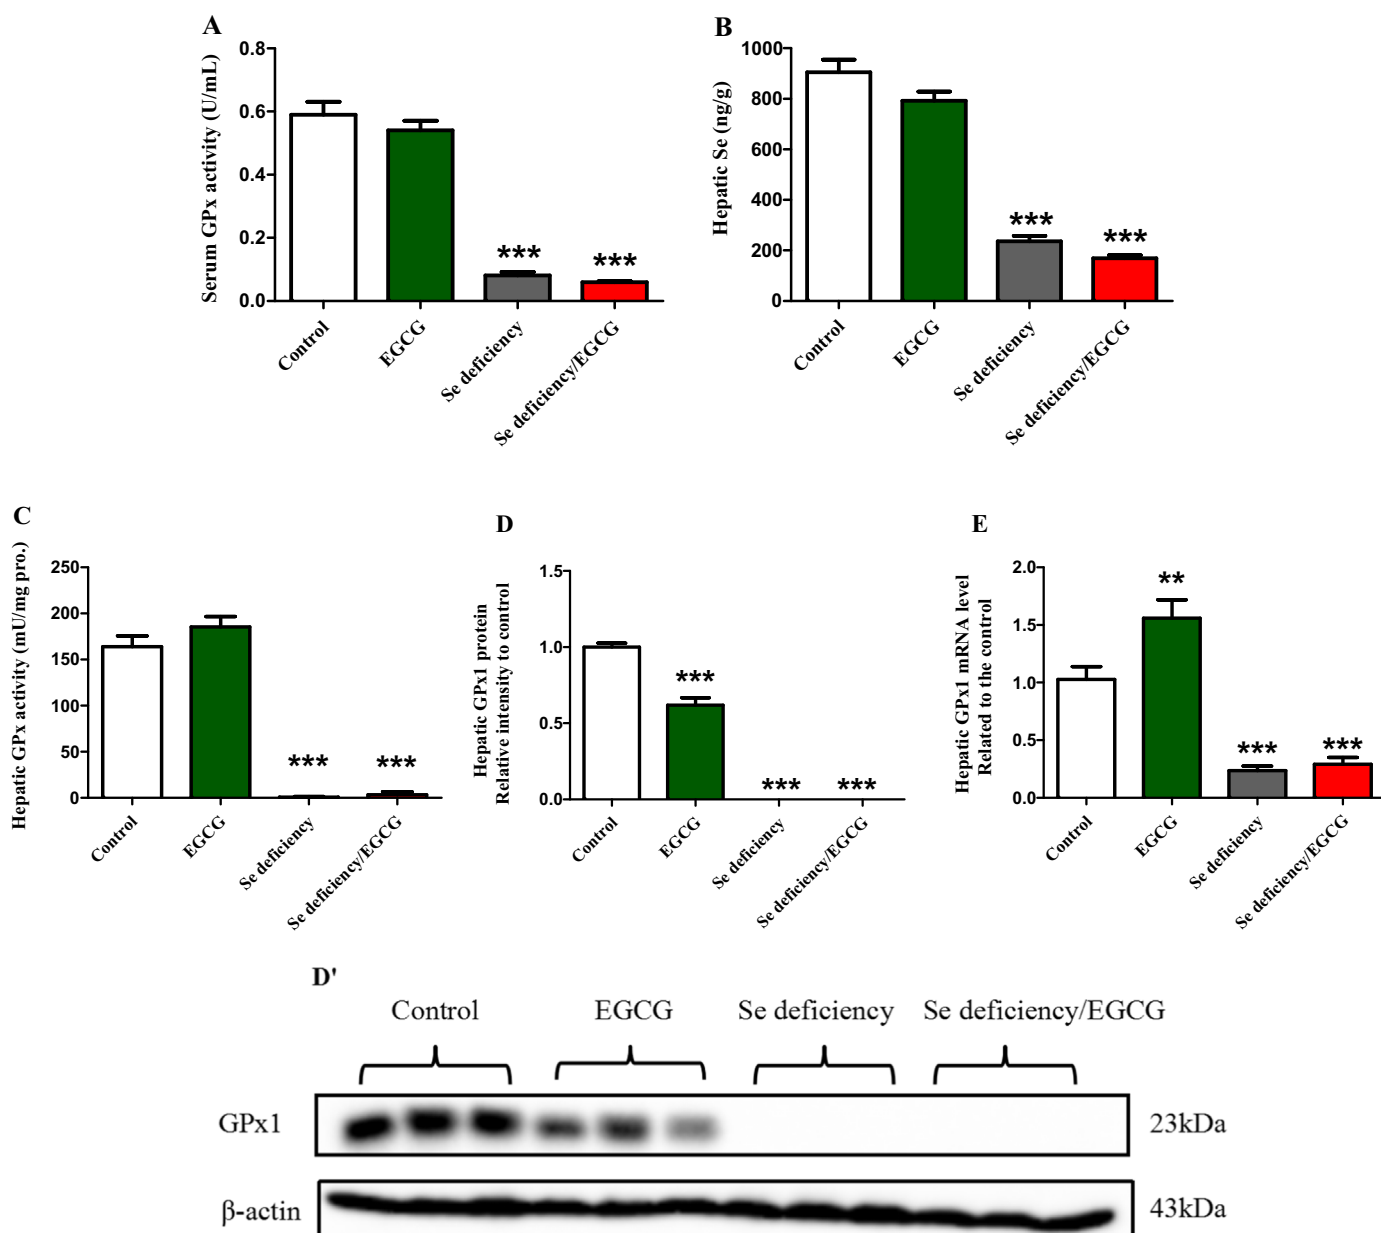 A
Serum GPx activity (U/mL)
0.8
0.6
0.4
0.2
0.0
***
***
Control
EGCG
Se deficiency
Se deficiency/EGCG
B
Hepatic Se (ng/g)
1000
800
600
400
200
0
***
***
Control
EGCG
Se deficiency
Se deficiency/EGCG
C
Hepatic GPx activity (mU/mg pro.)
250
200
150
100
50
0
***
***
Control
EGCG
Se deficiency
Se deficiency/EGCG
D
Hepatic GPx1 protein
Relative intensity to control
1.5
1.0
0.5
0.0
***
***
***
Control
EGCG
Se deficiency
Se deficiency/EGCG
E
Hepatic GPx1 mRNA level
Related to the control
2.0
1.5
1.0
0.5
0.0
**
***
***
Control
EGCG
Se deficiency
Se deficiency/EGCG
D'
Control EGCG Se deficiency Se deficiency/EGCG
GPx1 23kDa
β-actin 43kDa